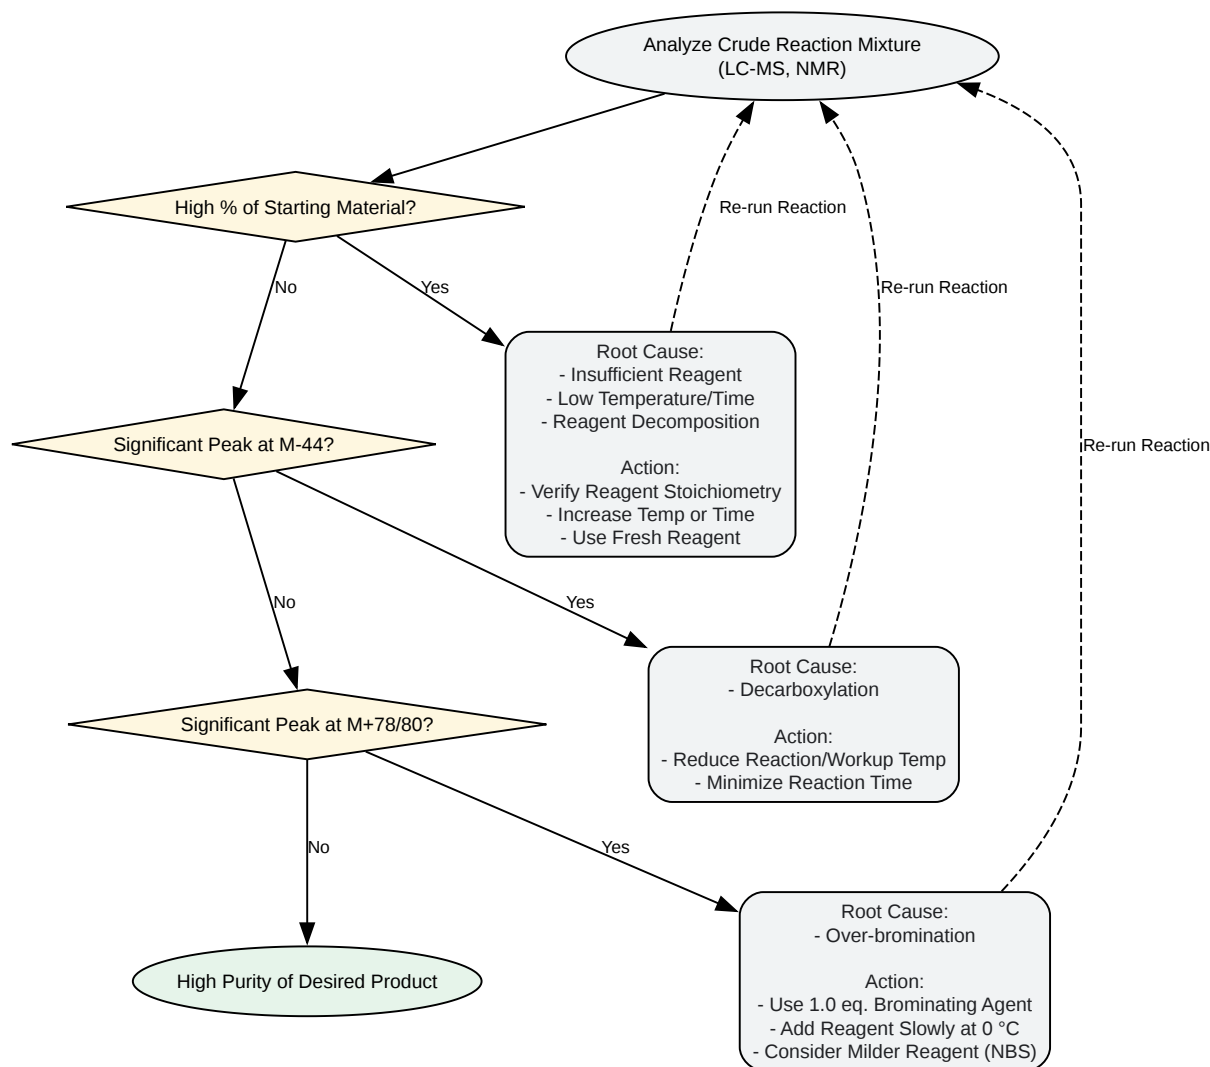 Analyze Crude Reaction Mixture
(LC-MS, NMR)
High % of Starting Material?
Re-run Reaction
No
Yes
Re-run Reaction
Root Cause:
- Insufficient Reagent
- Low Temperature/Time
- Reagent Decomposition
Action:
- Verify Reagent Stoichiometry
- Increase Temp or Time
- Use Fresh Reagent
Significant Peak at M-44?
Re-run Reaction
No
Yes
Root Cause:
- Decarboxylation
Action:
- Reduce Reaction/Workup Temp
- Minimize Reaction Time
Significant Peak at M+78/80?
No
Yes
Root Cause:
- Over-bromination
Action:
- Use 1.0 eq. Brominating Agent
- Add Reagent Slowly at 0 °C
- Consider Milder Reagent (NBS)
High Purity of Desired Product